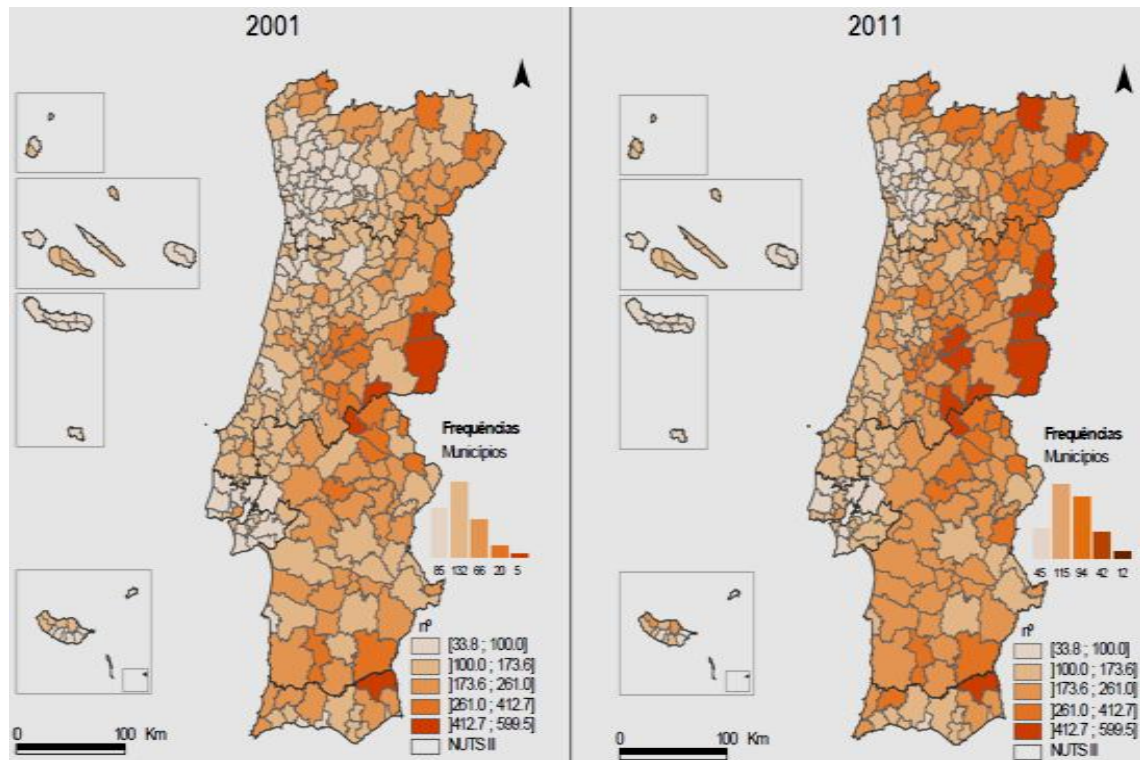 2001
Frequências
Municípios
85 132 66 20 5
nº
[33.8 ; 100.0]
]100.0 ; 173.6]
]173.6 ; 261.0]
]261.0 ; 412.7]
]412.7 ; 599.5]
NUTS II
0 100 Km
2011
Frequências
Municípios
45 115 94 42 12
nº
[33.8 ; 100.0]
]100.0 ; 173.6]
]173.6 ; 261.0]
]261.0 ; 412.7]
]412.7 ; 599.5]
NUTS II
0 100 Km